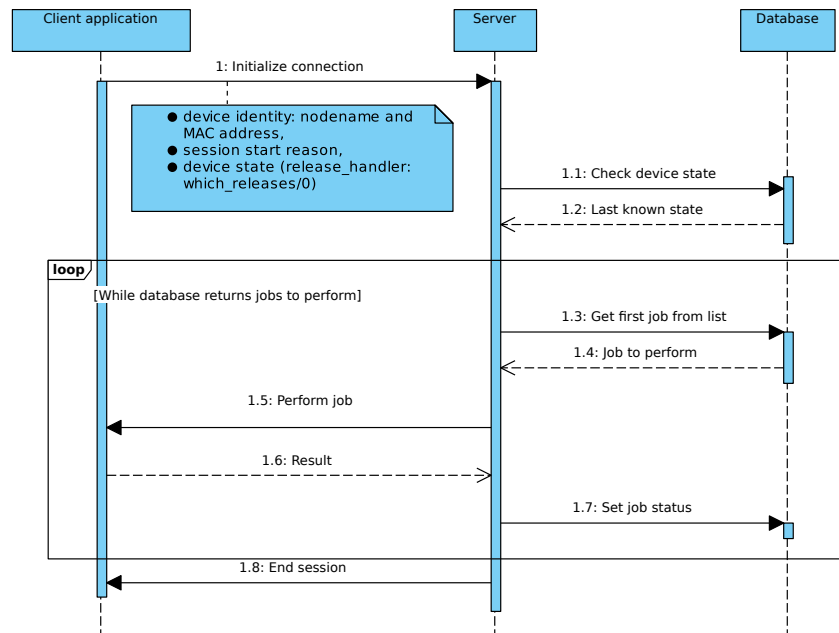 Client application
Server
Database
1: Initialize connection
● device identity: nodename and
MAC address,
● session start reason,
● device state (release_handler:
which_releases/0)
1.1: Check device state
1.2: Last known state
loop
[While database returns jobs to perform]
1.3: Get first job from list
1.4: Job to perform
1.5: Perform job
1.6: Result
1.7: Set job status
1.8: End session